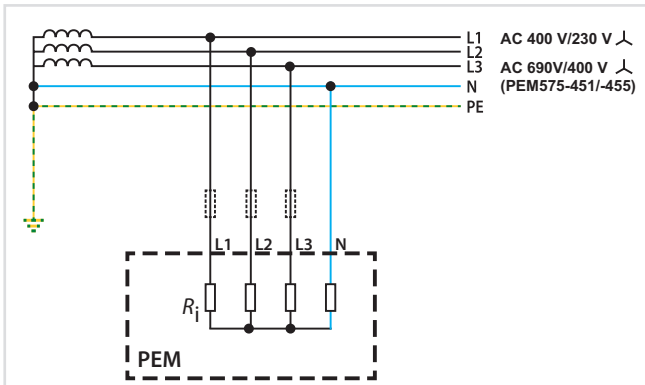 L1 AC 400 V/230 V
L2
L3 AC 690V/400 V
N (PEM575-451/-455)
PE
L1 L2 L3 N
Ri
PEM